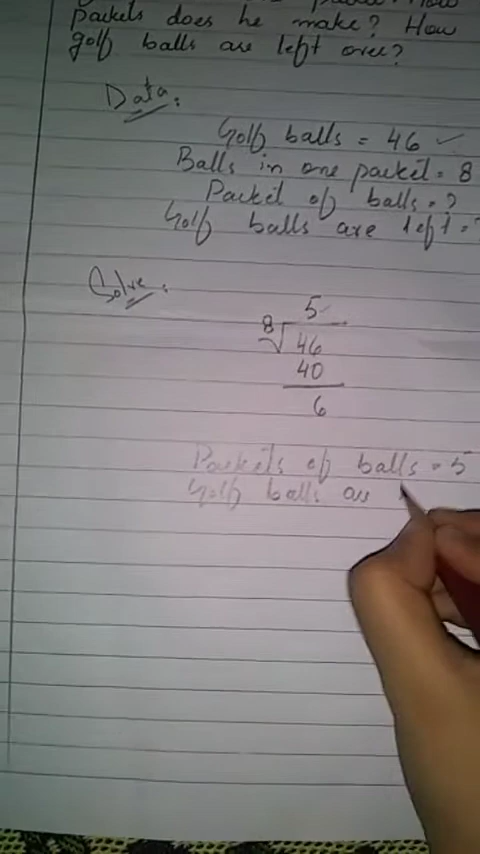 packets does he make? How
golf balls are left over?
Data:
Golf balls = 46 ✓
Balls in one packet = 8
Packet of balls = ?
Golf balls are left = ?
Solve:
5
8√46
40
6
Packets of balls = 5
Golf balls are